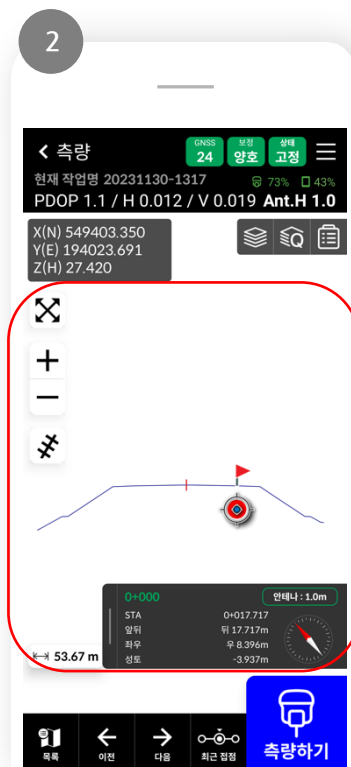 2
측량
GNSS 24
보정 양호
상태 고정
현재 작업명 20231130-1317 73% 43%
PDOP 1.1 / H 0.012 / V 0.019 Ant.H 1.0
X(N) 549403.350
Y(E) 194023.691
Z(H) 27.420
0+000 안테나 : 1.0m
STA 0+017.717
앞뒤 뒤 17.717m
좌우 우 8.396m
성토 -3.937m
53.67 m
목록 이전 다음 최근 접점 측량하기